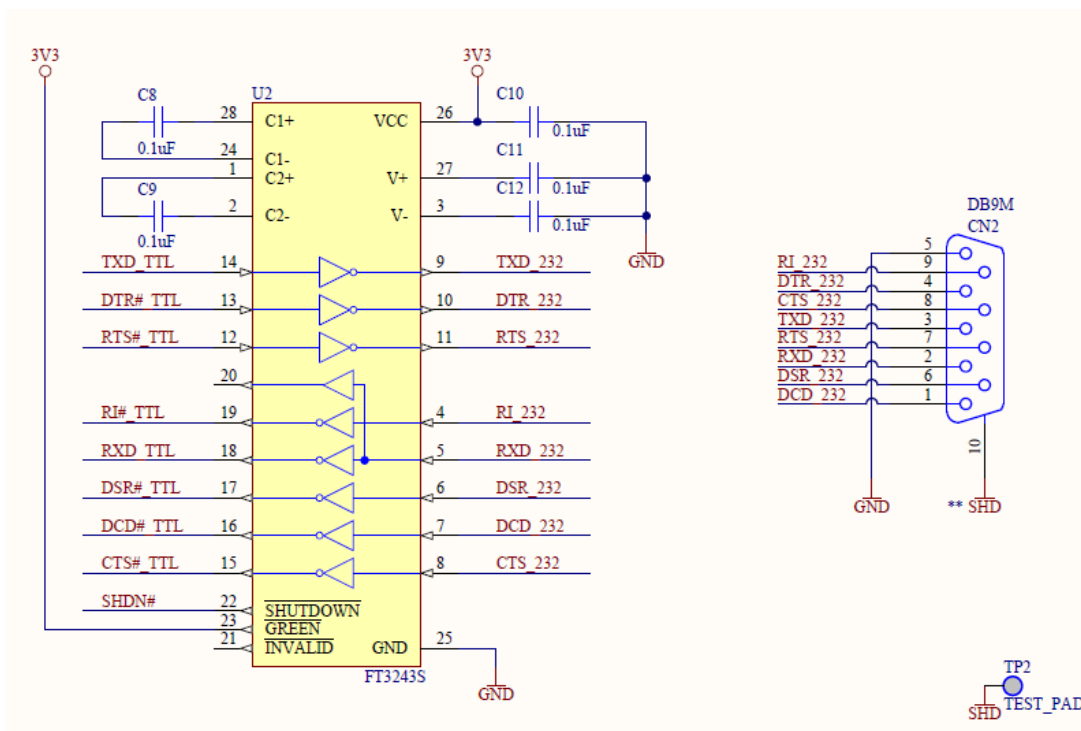 3V3
3V3
C8
U2
C10
28 C1+ VCC 26
0.1uF
0.1uF
24 C1-
C11
1 C2+
V+ 27
C9
C12 0.1uF
2 C2- V- 3
0.1uF
0.1uF
DB9M
CN2
GND
TXD_TTL 14 9 TXD_232
DTR#_TTL 13 10 DTR_232
RTS#_TTL 12 11 RTS_232
20
RI#_TTL 19 4 RI_232
RXD_TTL 18 5 RXD_232
DSR#_TTL 17 6 DSR_232
DCD#_TTL 16 7 DCD_232
CTS#_TTL 15 8 CTS_232
SHDN# 22 SHUTDOWN
23 GREEN
21 INVALID GND 25
FT3243S
GND
5
RI_232 9
DTR_232 4
CTS_232 8
TXD_232 3
RTS_232 7
RXD_232 2
DSR_232 6
DCD_232 1
10
GND
** SHD
TP2
TEST_PAD
SHD